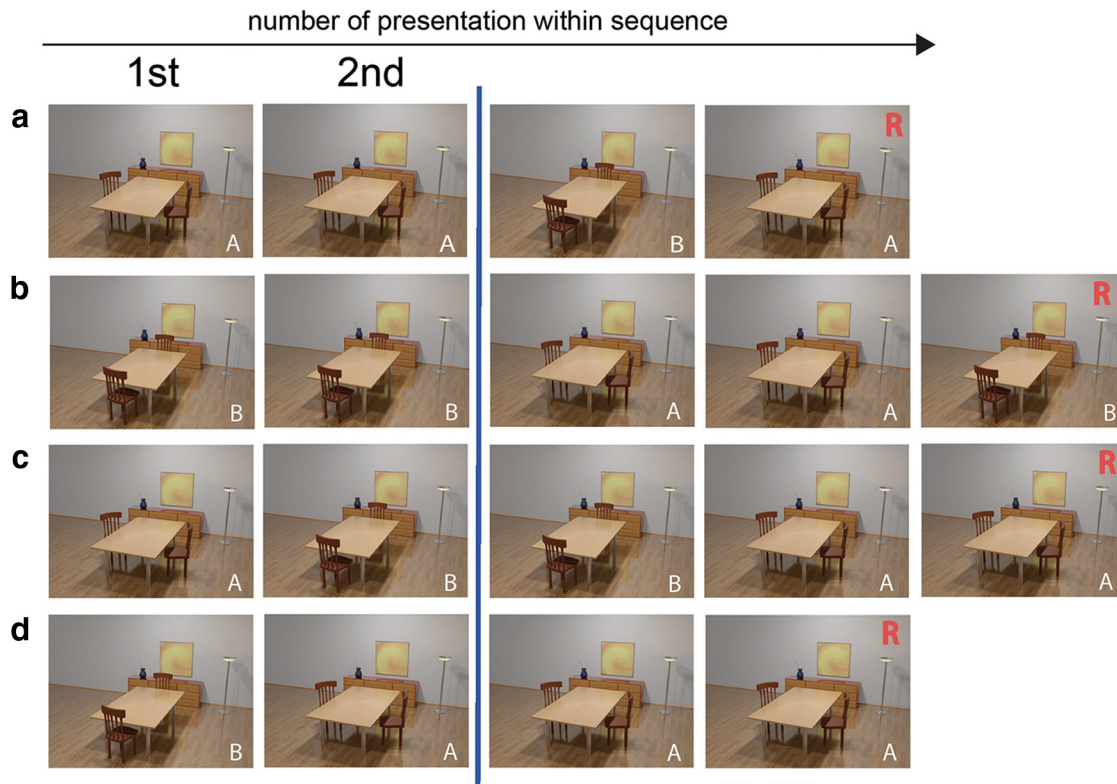 number of presentation within sequence
1st 2nd
a
R
A A B A
b
R
B B A A B
c
R
A B B A A
d
R
B A A A